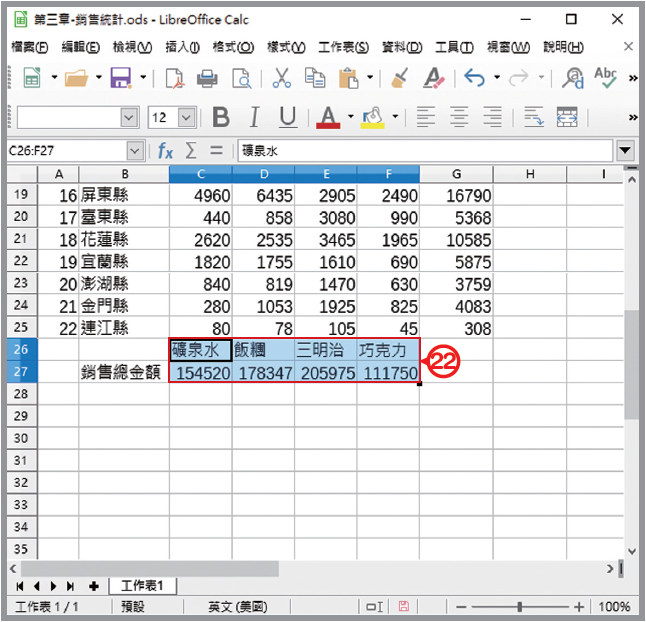 第三章-銷售統計.ods - LibreOffice Calc
檔案(F) 編輯(E) 檢視(V) 插入(I) 格式(O) 樣式(Y) 工作表(S) 資料(D) 工具(T) 視窗(W) 說明(H)
Abc
12 B I U A
C26:F27 fx Σ = 礦泉水
A B C D E F G H I
19 16 屏東縣 4960 6435 2905 2490 16790
20 17 臺東縣 440 858 3080 990 5368
21 18 花蓮縣 2620 2535 3465 1965 10585
22 19 宜蘭縣 1820 1755 1610 690 5875
23 20 澎湖縣 840 819 1470 630 3759
24 21 金門縣 280 1053 1925 825 4083
25 22 連江縣 80 78 105 45 308
26 礦泉水 飯糰 三明治 巧克力
22
27 銷售總金額 154520 178347 205975 111750
28
29
30
31
32
33
34
35
工作表1
工作表 1 / 1 預設 英文 (美國) 100%